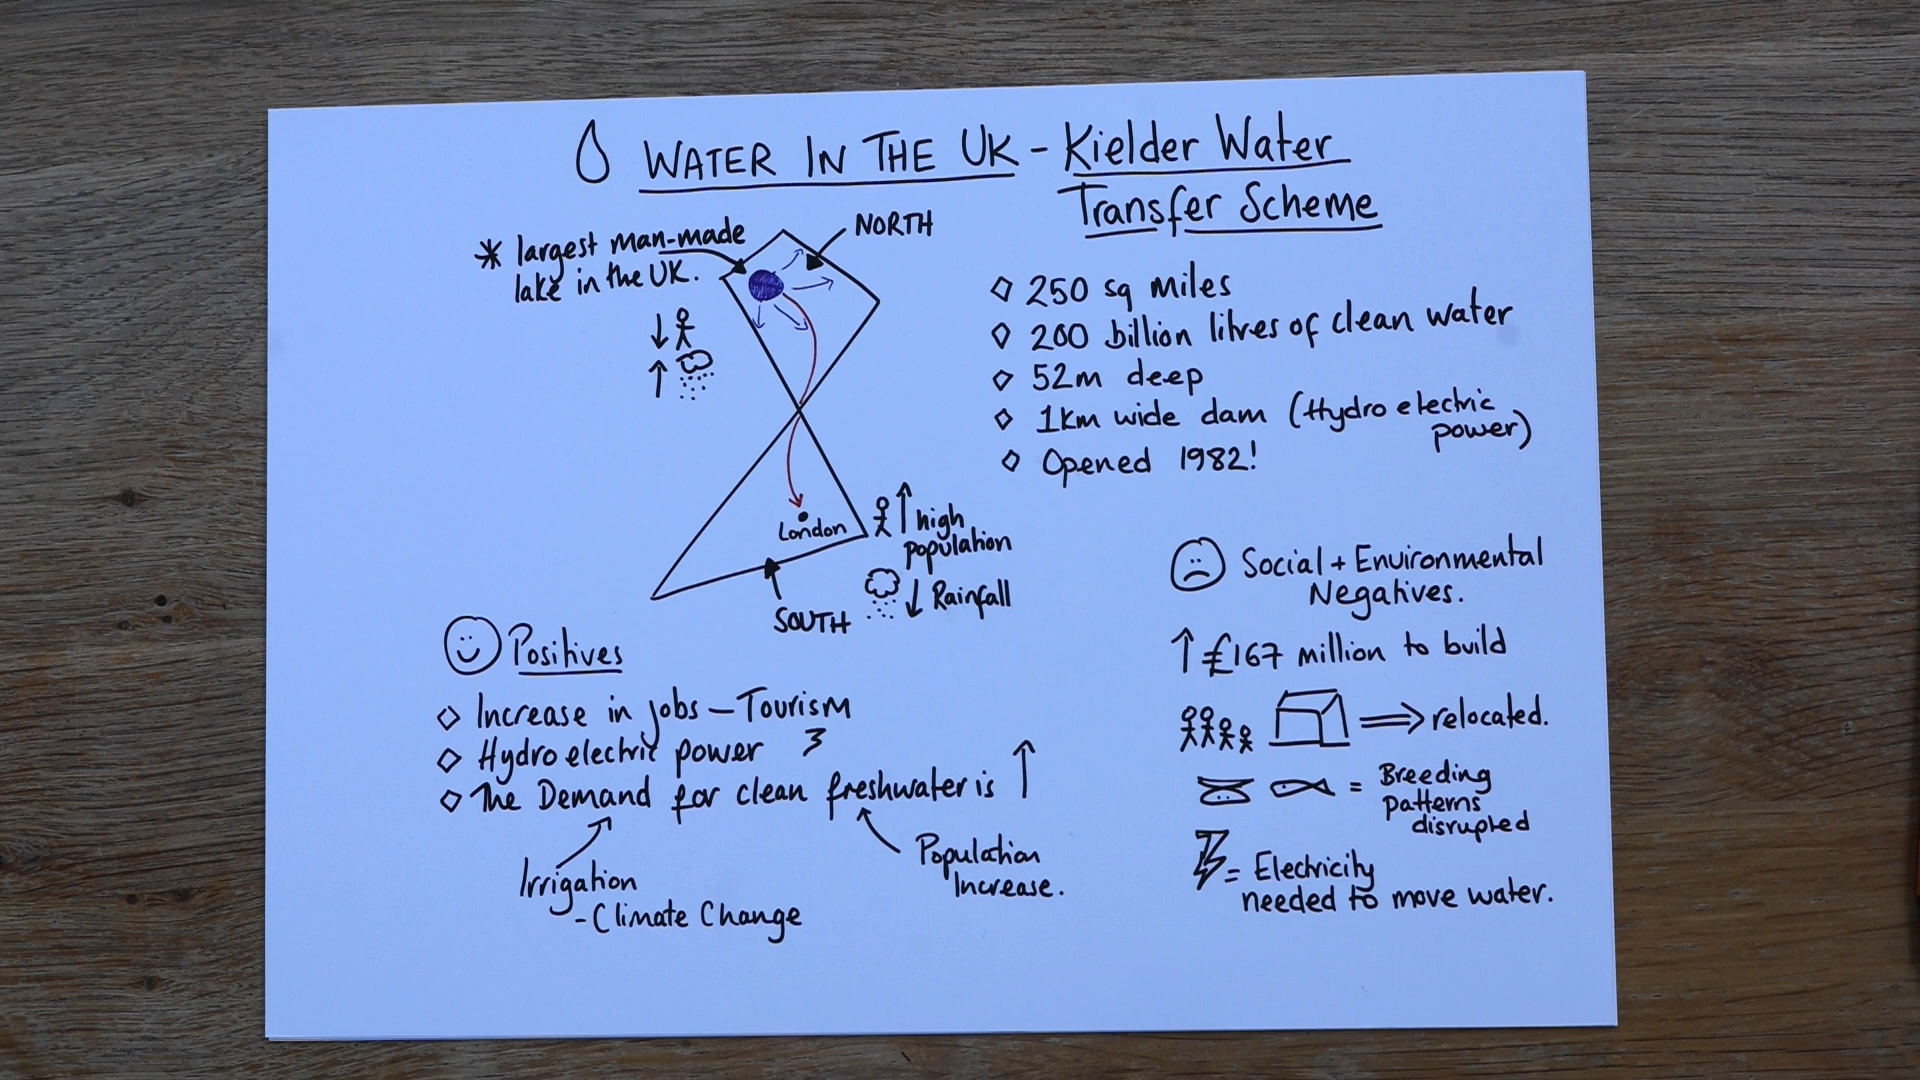 WATER IN THE UK - Kielder Water
Transfer Scheme
* largest man-made
lake in the UK.
NORTH
London
high
population
Rainfall
SOUTH
250 sq miles
200 billion litres of clean water
52m deep
1km wide dam (Hydro electric
power)
Opened 1982!
Positives
Increase in jobs - Tourism
Hydro electric power
The Demand for clean freshwater is
Irrigation
- Climate Change
Population
Increase.
Social + Environmental
Negatives.
£167 million to build
relocated.
= Breeding
patterns
disrupted
= Electricity
needed to move water.